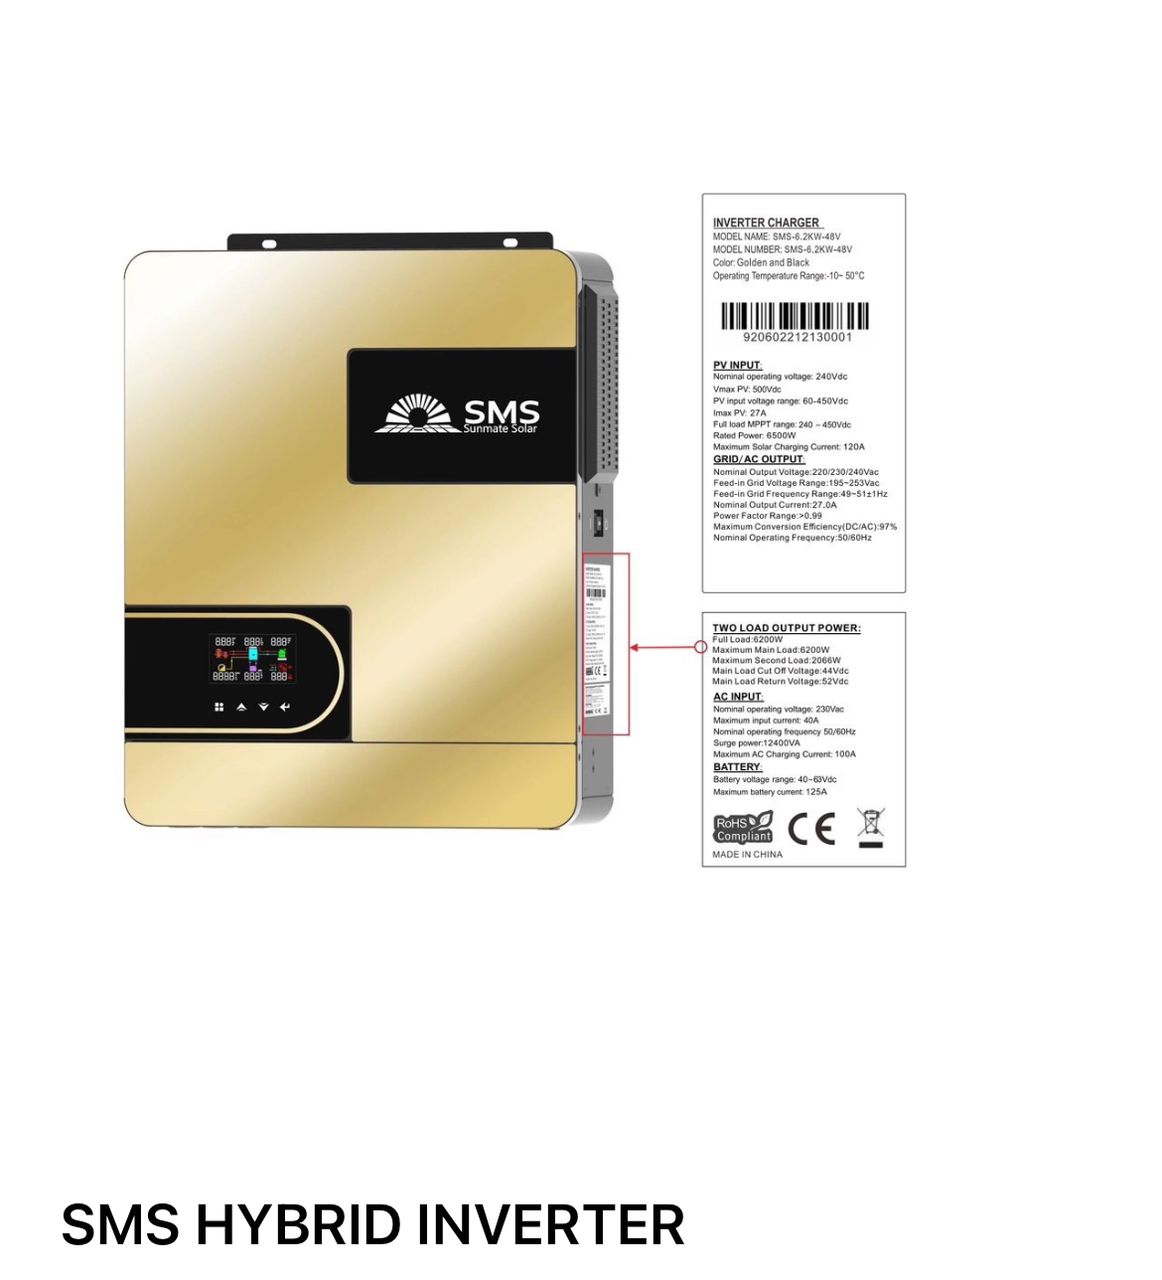 INVERTER CHARGER
MODEL NAME: SMS-6.2KW-48V
MODEL NUMBER: SMS-6.2KW-48V
Color: Golden and Black
Operating Temperature Range:-10~ 50°C
920602212130001
PV INPUT:
Nominal operating voltage: 240Vdc
Vmax PV: 500Vdc
PV input voltage range: 60-450Vdc
Imax PV: 27A
Full load MPPT range: 240 ~ 450Vdc
Rated Power: 6500W
Maximum Solar Charging Current: 120A
GRID/AC OUTPUT:
Nominal Output Voltage:220/230/240Vac
Feed-in Grid Voltage Range:195~253Vac
Feed-in Grid Frequency Range:49~51±1Hz
Nominal Output Current:27.0A
Power Factor Range:>0.99
Maximum Conversion Efficiency(DC/AC):97%
Nominal Operating Frequency:50/60Hz
SMS
Sunmate Solar
TWO LOAD OUTPUT POWER:
Full Load:6200W
Maximum Main Load:6200W
Maximum Second Load:2066W
Main Load Cut Off Voltage:44Vdc
Main Load Return Voltage:52Vdc
AC INPUT:
Nominal operating voltage: 230Vac
Maximum input current: 40A
Nominal operating frequency 50/60Hz
Surge power:12400VA
Maximum AC Charging Current: 100A
BATTERY:
Battery voltage range: 40~63Vdc
Maximum battery current: 125A
RoHS
Compliant
CE
MADE IN CHINA
SMS HYBRID INVERTER